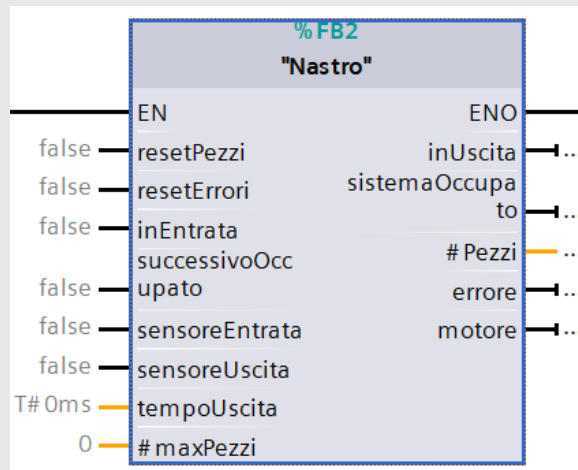 %FB2
"Nastro"
EN ENO
false resetPezzi inUscita ...
false resetErrori sistemaOccupa
to ...
false inEntrata
successivoOcc #Pezzi ...
false upato errore ...
false sensoreEntrata motore ...
false sensoreUscita
T#0ms tempoUscita
0 #maxPezzi